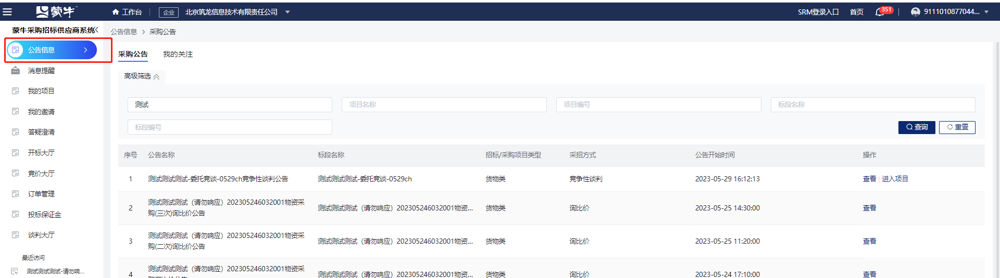 蒙牛
工作台
企业
北京筑龙信息技术有限责任公司
SRM登录入口
首页
351
9111010877044...
蒙牛采购招标供应商系统
公告信息
消息提醒
我的项目
我的邀请
答疑澄清
开标大厅
竞价大厅
订单管理
投标保证金
谈判大厅
最近访问
测试测试测试-请勿响...
公告信息 > 采购公告
采购公告 我的关注
高级筛选
测试 项目名称 项目编号 标段名称
标段编号
查询 重置
序号 公告名称 标段名称 招标/采购项目类型 采招方式 公告开始时间 操作
1 测试测试测试-委托竞谈-0529ch竞争性谈判公告 测试测试测试-委托竞谈-0529ch 货物类 竞争性谈判 2023-05-29 16:12:13 查看 进入项目
2 测试测试测试（请勿响应）202305246032001物资采
购(三次)询比价公告 测试测试测试（请勿响应）202305246032001物资... 货物类 询比价 2023-05-25 14:30:00 查看
3 测试测试测试（请勿响应）202305246032001物资采
购(二次)询比价公告 测试测试测试（请勿响应）202305246032001物资... 货物类 询比价 2023-05-25 11:20:00 查看
4 测试测试测试（请勿响应）202305246032001物资采
测试测试测试（请勿响应）202305246032001物资... 货物类 询比价 2023-05-24 17:10:00 查看